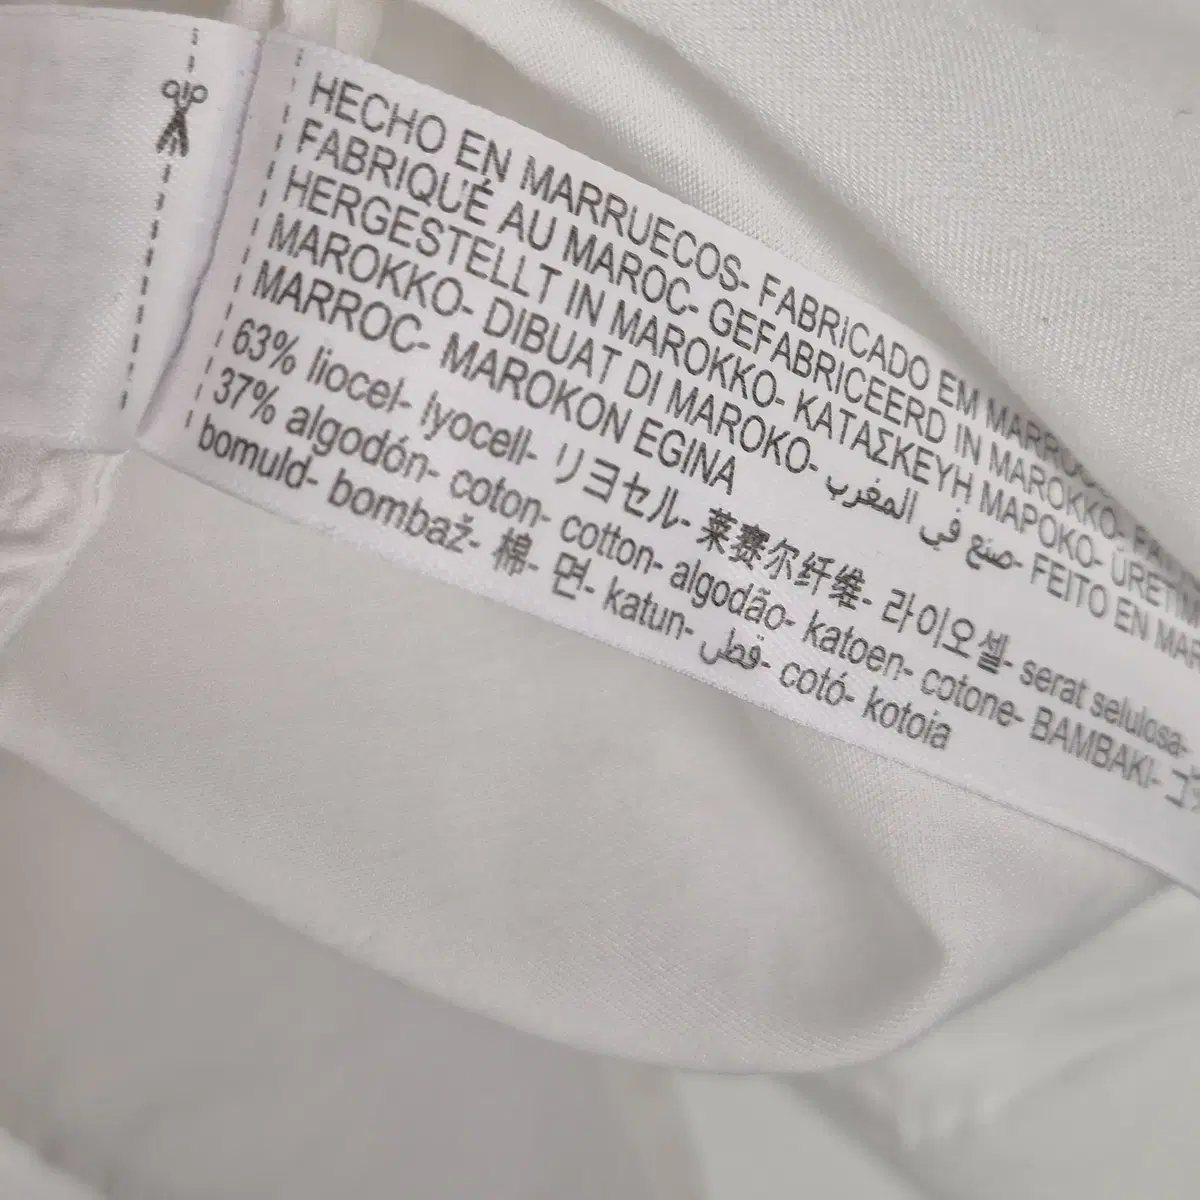 HECHO EN MARRUECOS- FABRICADO EM
FABRIQUÉ AU MAROC- GEFABRICEERD IN MAROKKO-
HERGESTELLT IN MAROKKO- ΚΑΤΑΣΚΕΥΗ ΜΑΡΟΚΟ-
MAROKKO- DIBUAT DI MAROKO- صنع في المغرب- FEITO EN
MARROC- MAROKON EGINA
63% liocel- lyocell- リヨセル- 莱赛尔纤维- 라이오셀- serat selulosa-
37% algodón- coton- cotton- algodão- katoen- cotone- BAMBAKI-
bomuld- bombaž- 棉- 면- katun- قطن- cotó- kotoia